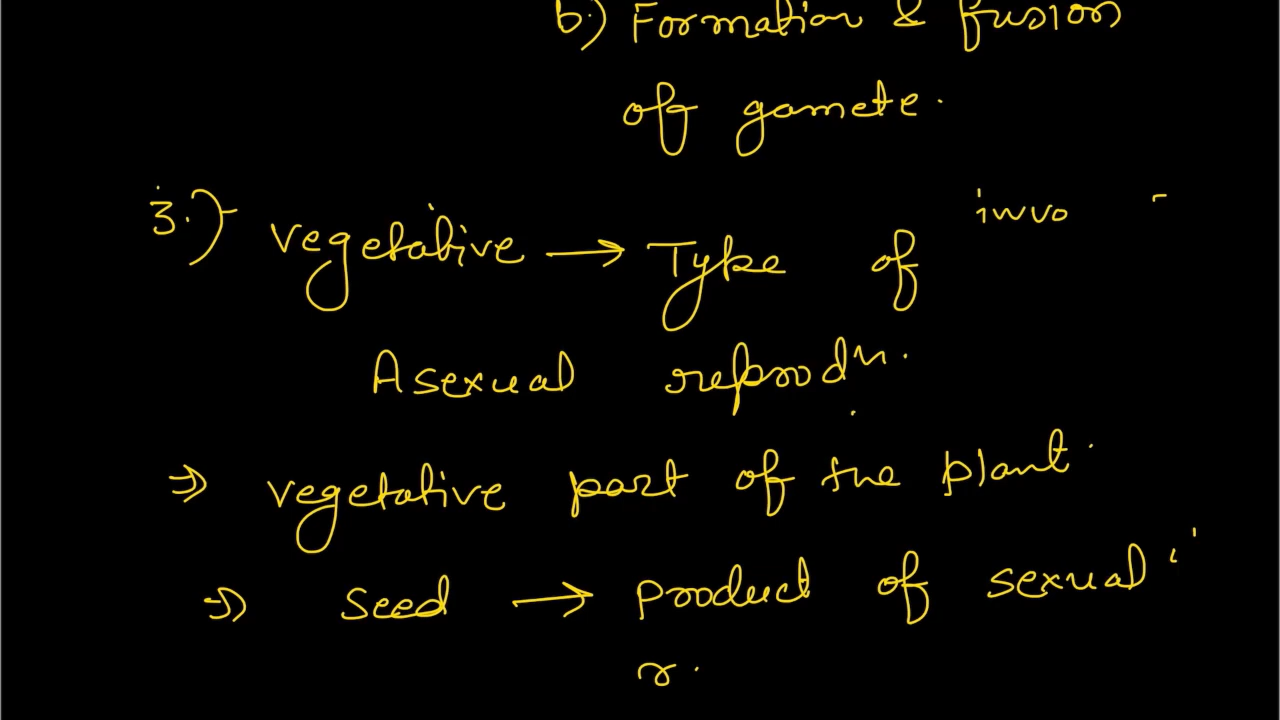 b.) Formation & fusion
of gamete.
invo
3.) vegetative → Type of
Asexual reprodⁿ.
⇒ vegetative part of the plant.
⇒ seed → product of sexual
r.